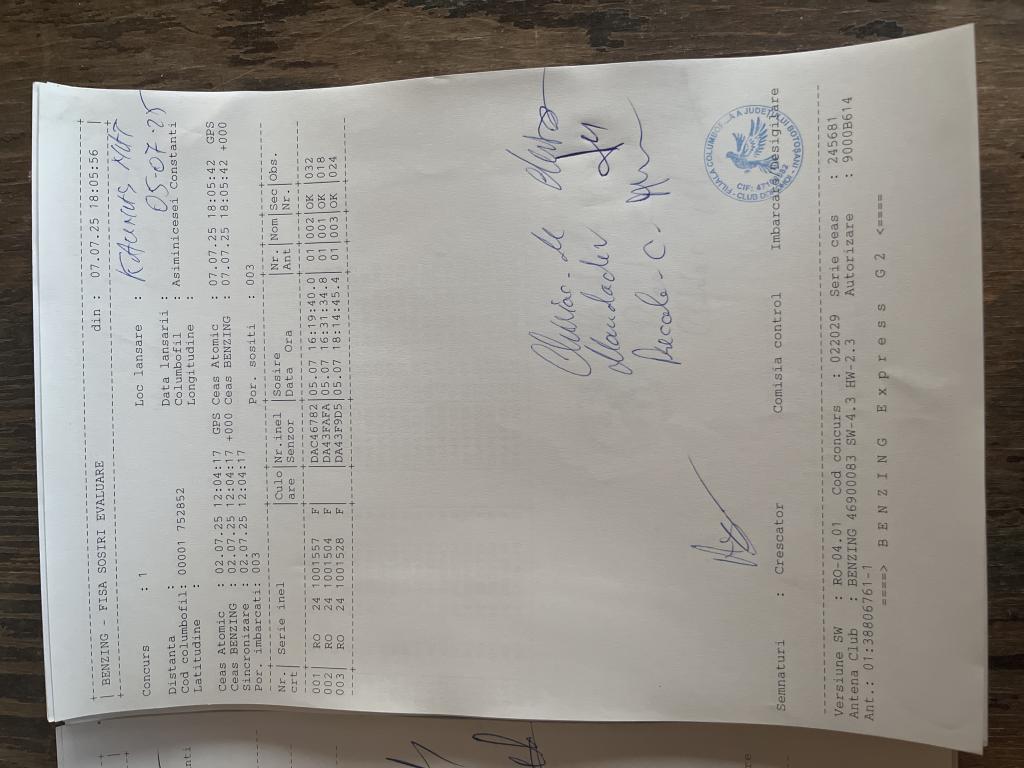 BENZING - FISA SOSIRI EVALUARE din : 07.07.25 18:05:56
Concurs : 1 Loc lansare : KAUNAS MGT
Distanta : Data lansarii : 05.07.25
Cod columbofil: 00001 752852 Columbofil : Asiminicesei Constanti
Latitudine : Longitudine :
Ceas Atomic : 02.07.25 12:04:17 GPS Ceas Atomic : 07.07.25 18:05:42 GPS
Ceas BENZING : 02.07.25 12:04:17 +000 Ceas BENZING : 07.07.25 18:05:42 +000
Sincronizare : 02.07.25 12:04:17
Por. imbarcati: 003 Por. sositi : 003
Nr.| Serie inel |Culo|Nr.inel |Sosire |Nr.| Nom|Sec|Obs.
crt| |are |Senzor |Data Ora |Ant| |Nr.|
001| RO 24 1001557 F | |DAC46782|05.07 16:19:40.0| 01|002|OK |032
002| RO 24 1001504 F | |DA43FAFA|05.07 16:31:34.8| 01|001|OK |018
003| RO 24 1001528 F | |DA43F9D5|05.07 18:14:45.4| 01|003|OK |024
Semnaturi : Crescator Comisia control Imbarcare/Desigilare
Versiune SW : RO-04.01 Cod concurs : 022029 Serie ceas : 245681
Antena Club : BENZING 46900083 SW-4.3 HW-2.3 Autorizare : 9000B614
Ant.: 01:38806761-1
====> B E N Z I N G E x p r e s s G 2 <====